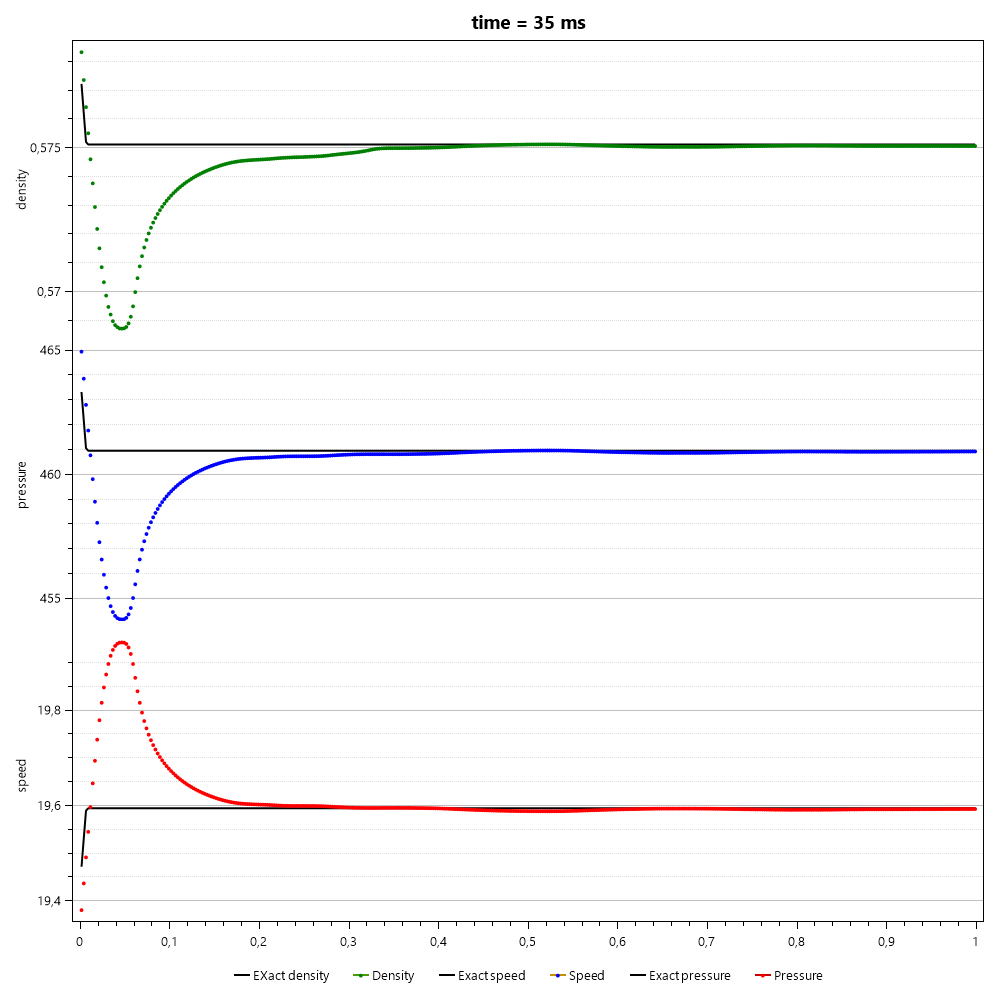 time = 35 ms
0,575
density
0,57
465
460
pressure
455
19,8
speed
19,6
19,4
0 0,1 0,2 0,3 0,4 0,5 0,6 0,7 0,8 0,9 1
EXact density Density Exact speed Speed Exact pressure Pressure